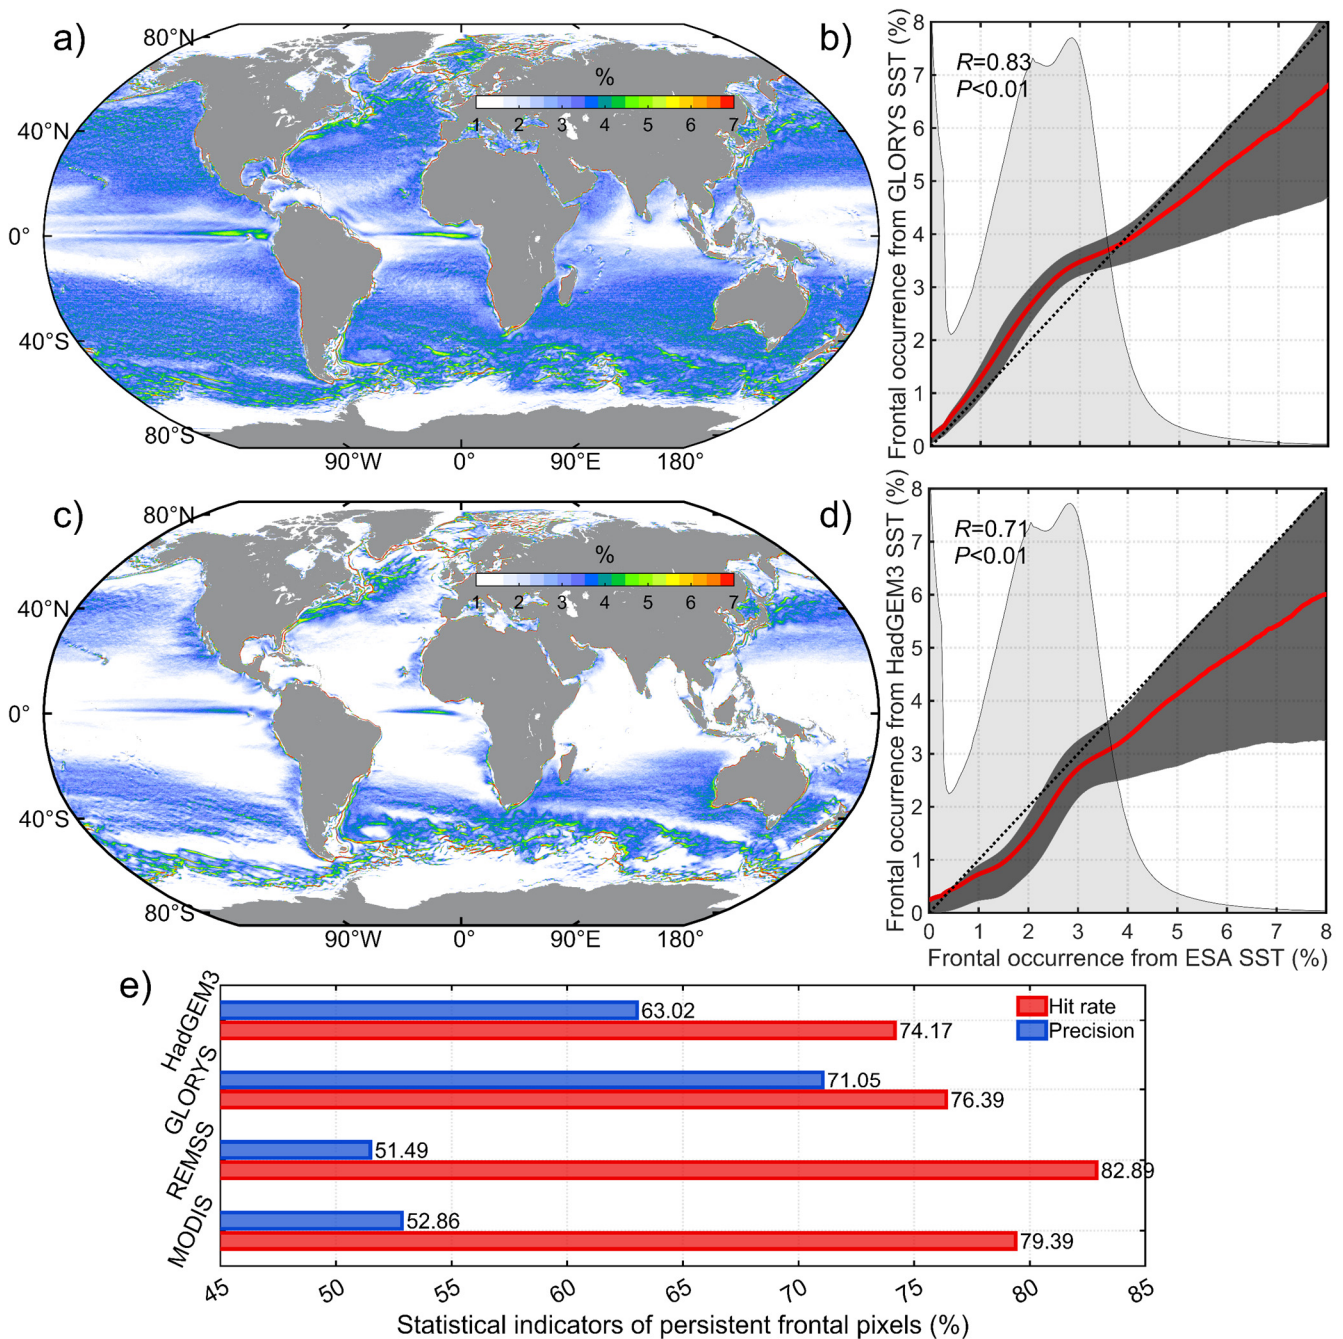 a)
80°N
40°N
0°
40°S
80°S
90°W 0° 90°E 180°
%
1 2 3 4 5 6 7
b)
Frontal occurrence from GLORYS SST (%)
R=0.83
P<0.01
8
7
6
5
4
3
2
1
0
c)
80°N
40°N
0°
40°S
80°S
90°W 0° 90°E 180°
%
1 2 3 4 5 6 7
d)
Frontal occurrence from HadGEM3 SST (%)
R=0.71
P<0.01
8
7
6
5
4
3
2
1
0
0 1 2 3 4 5 6 7 8
Frontal occurrence from ESA SST (%)
e)
HadGEM3
63.02
74.17
GLORYS
71.05
76.39
REMSS
51.49
82.89
MODIS
52.86
79.39
Hit rate
Precision
45 50 55 60 65 70 75 80 85
Statistical indicators of persistent frontal pixels (%)